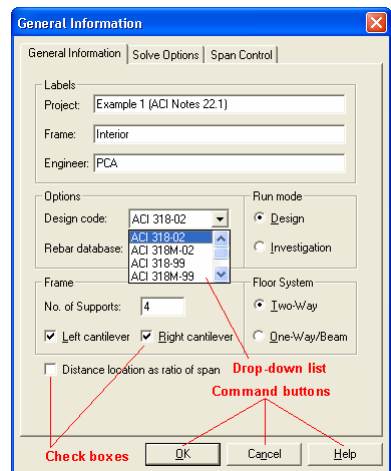 General Information
General Information Solve Options Span Control
Labels
Project: Example 1 (ACI Notes 22.1)
Frame: Interior
Engineer: PCA
Options
Design code: ACI 318-02
ACI 318-02
ACI 318M-02
ACI 318-99
ACI 318M-99
Rebar database:
Run mode
Design
Investigation
Frame
No. of Supports: 4
Left cantilever Right cantilever
Floor System
Two-Way
One-Way/Beam
Distance location as ratio of span
Drop-down list
Command buttons
Check boxes
OK Cancel Help